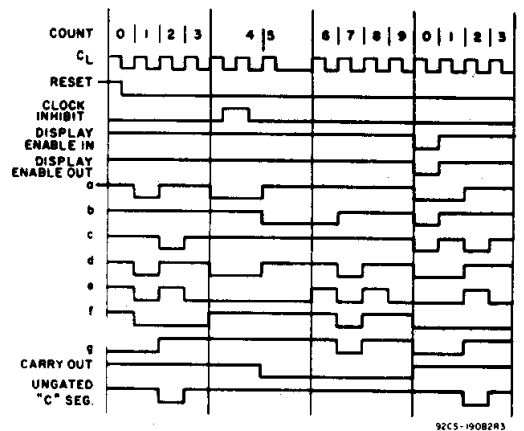 COUNT 0 1 2 3 4 5 6 7 8 9 0 1 2 3
CL
RESET
CLOCK
INHIBIT
DISPLAY
ENABLE IN
DISPLAY
ENABLE OUT
a
b
c
d
e
f
g
CARRY OUT
UNGATED
"C" SEG.
92CS-19082R3